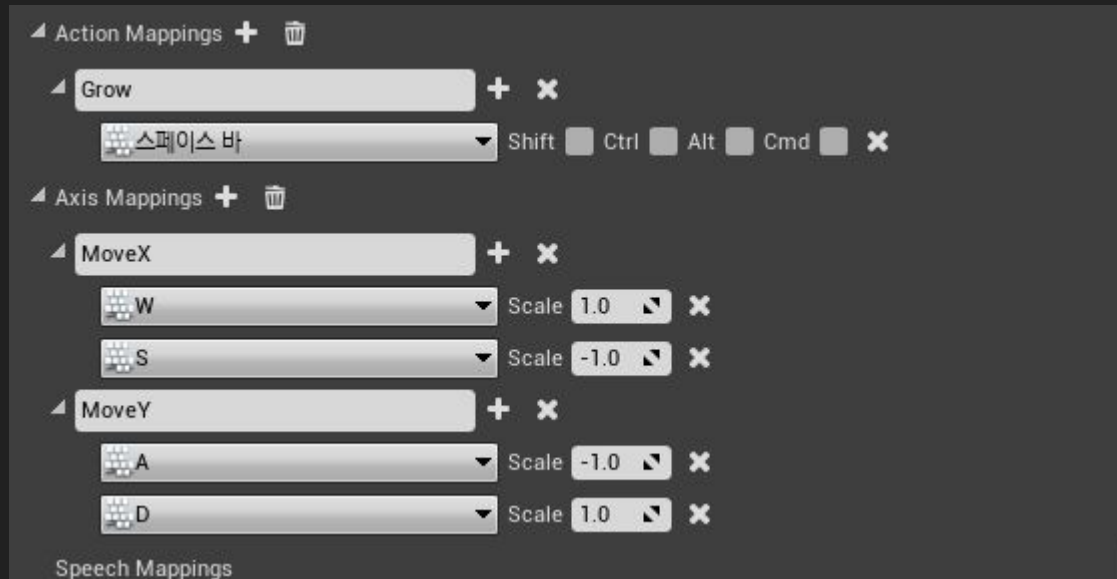 Action Mappings
Grow
스페이스 바 Shift Ctrl Alt Cmd
Axis Mappings
MoveX
W Scale 1.0
S Scale -1.0
MoveY
A Scale -1.0
D Scale 1.0
Speech Mappings